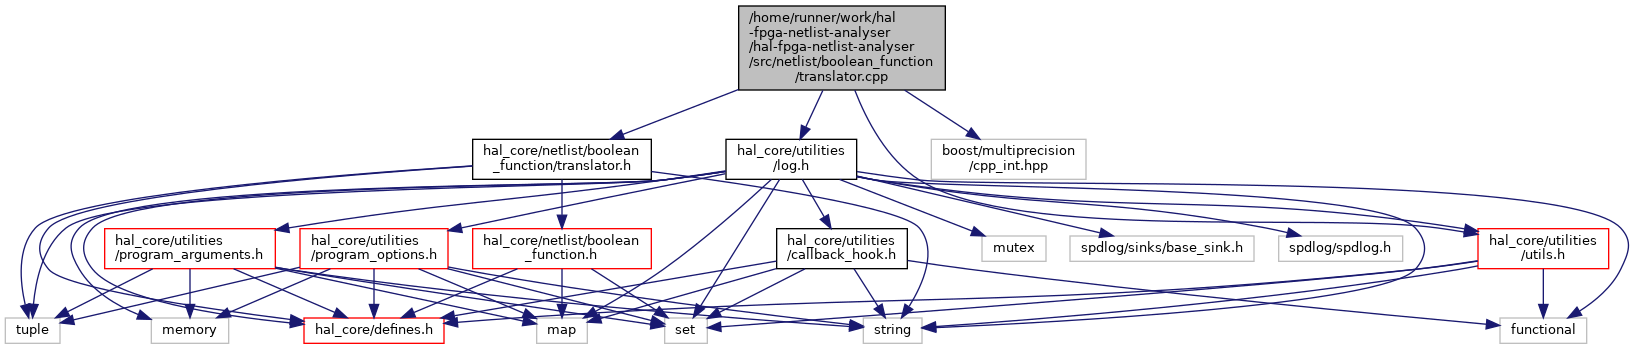 /home/runner/work/hal
-fpga-netlist-analyser
/hal-fpga-netlist-analyser
/src/netlist/boolean_function
/translator.cpp
hal_core/netlist/boolean
_function/translator.h
hal_core/utilities
/log.h
boost/multiprecision
/cpp_int.hpp
hal_core/utilities
/program_arguments.h
hal_core/utilities
/program_options.h
hal_core/netlist/boolean
_function.h
hal_core/utilities
/callback_hook.h
mutex
spdlog/sinks/base_sink.h
spdlog/spdlog.h
hal_core/utilities
/utils.h
tuple
memory
hal_core/defines.h
map
set
string
functional